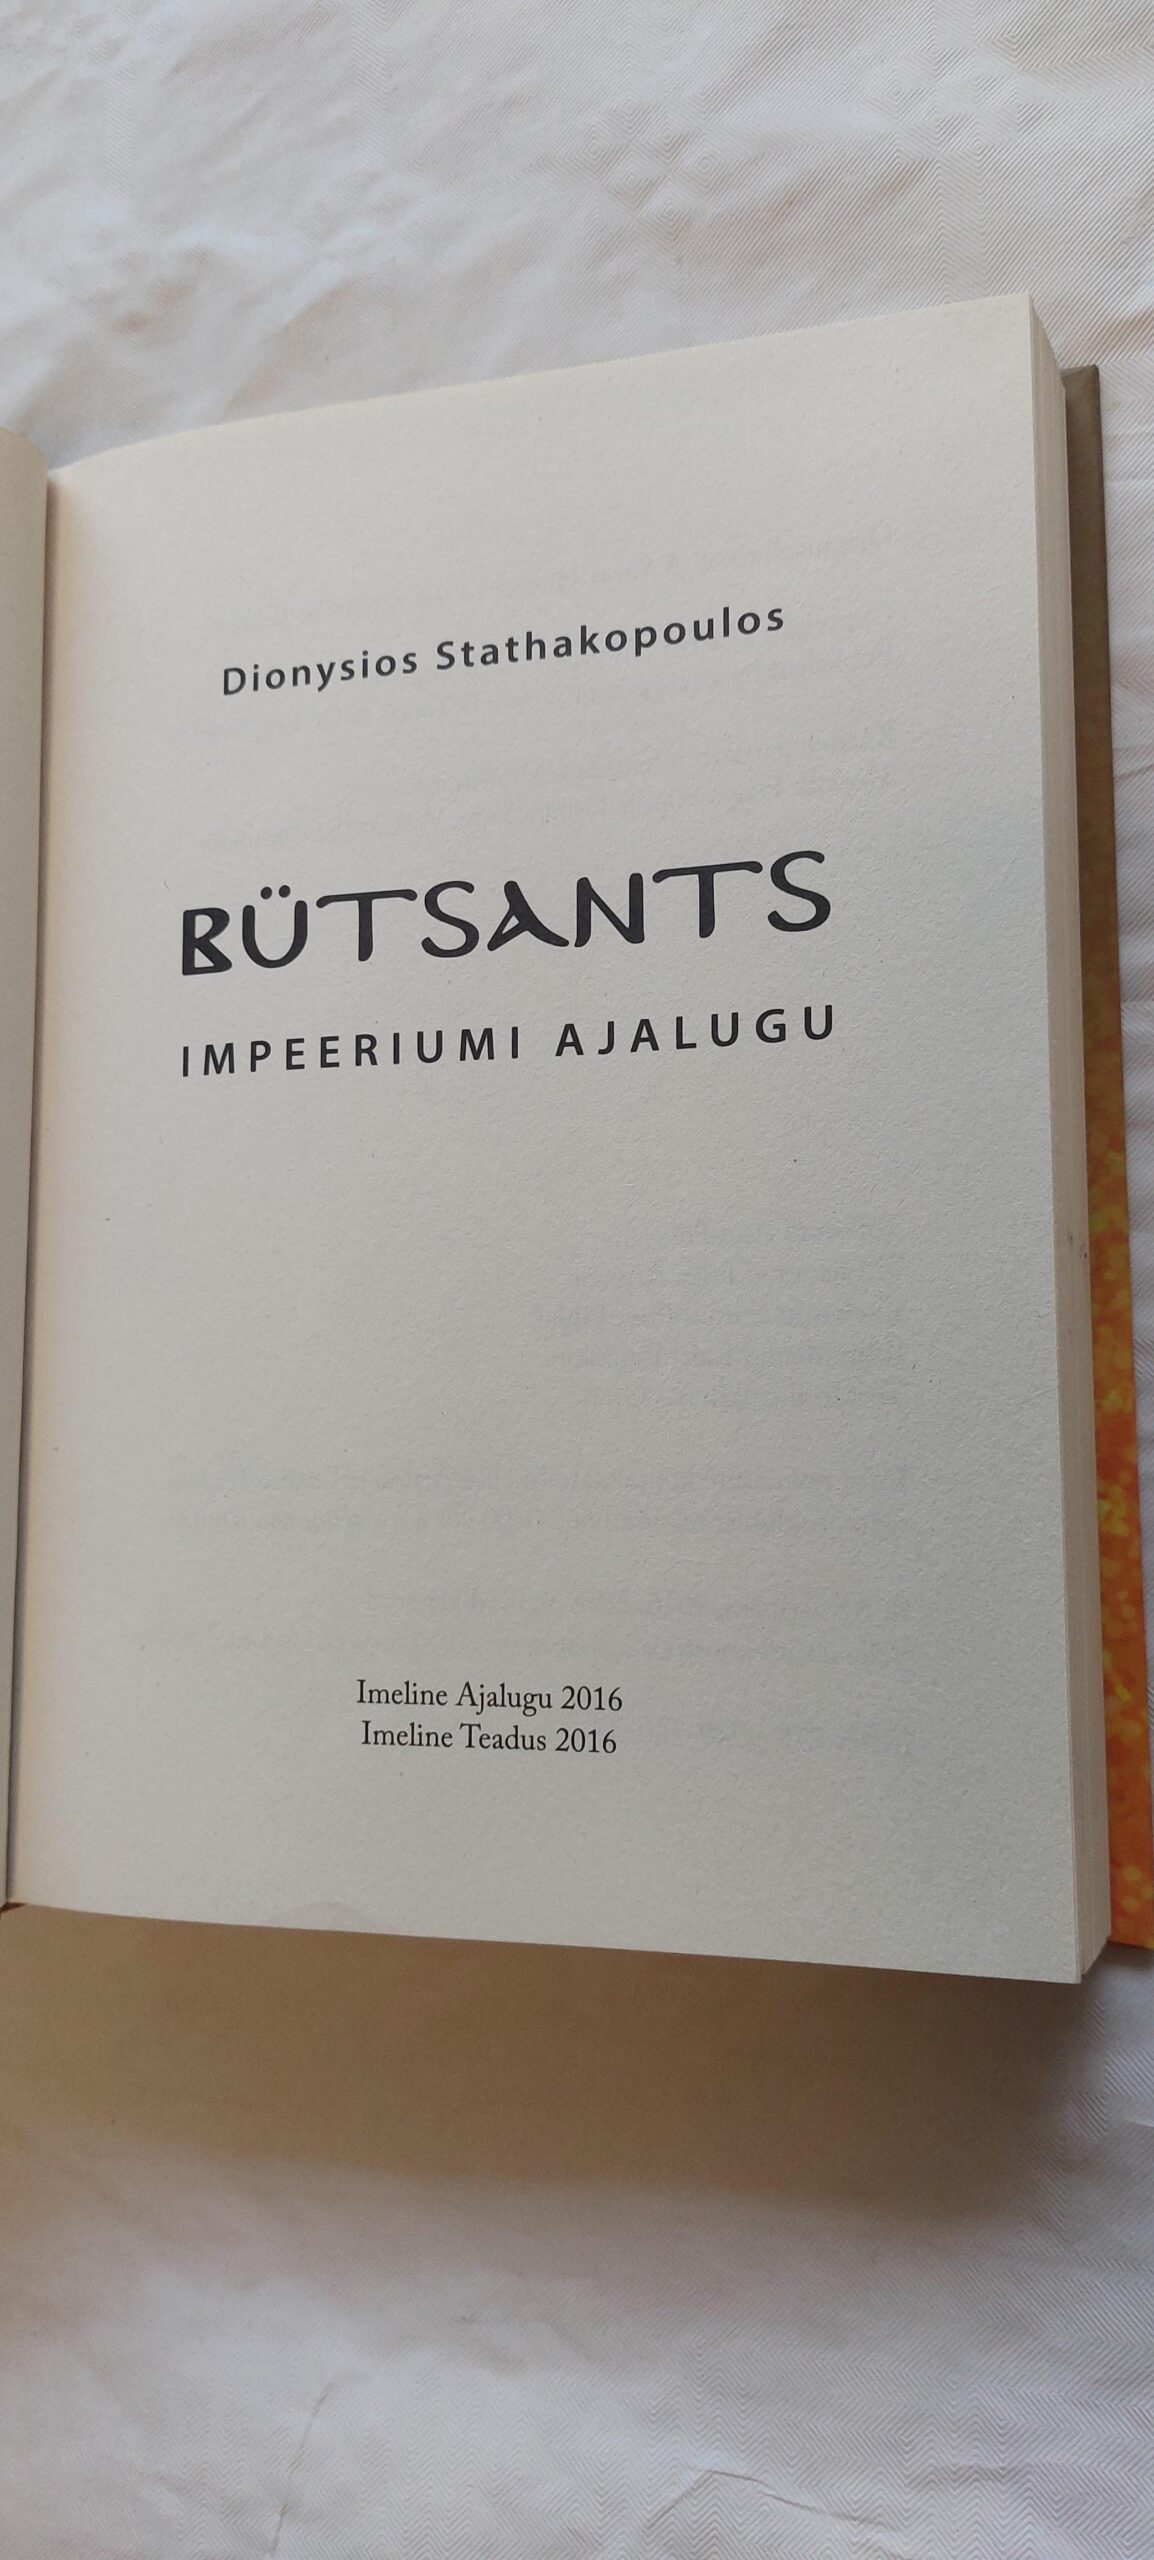 Dionysios Stathakopoulos
BÜTSANTS
IMPEERIUMI AJALUGU
Imeline Ajalugu 2016
Imeline Teadus 2016